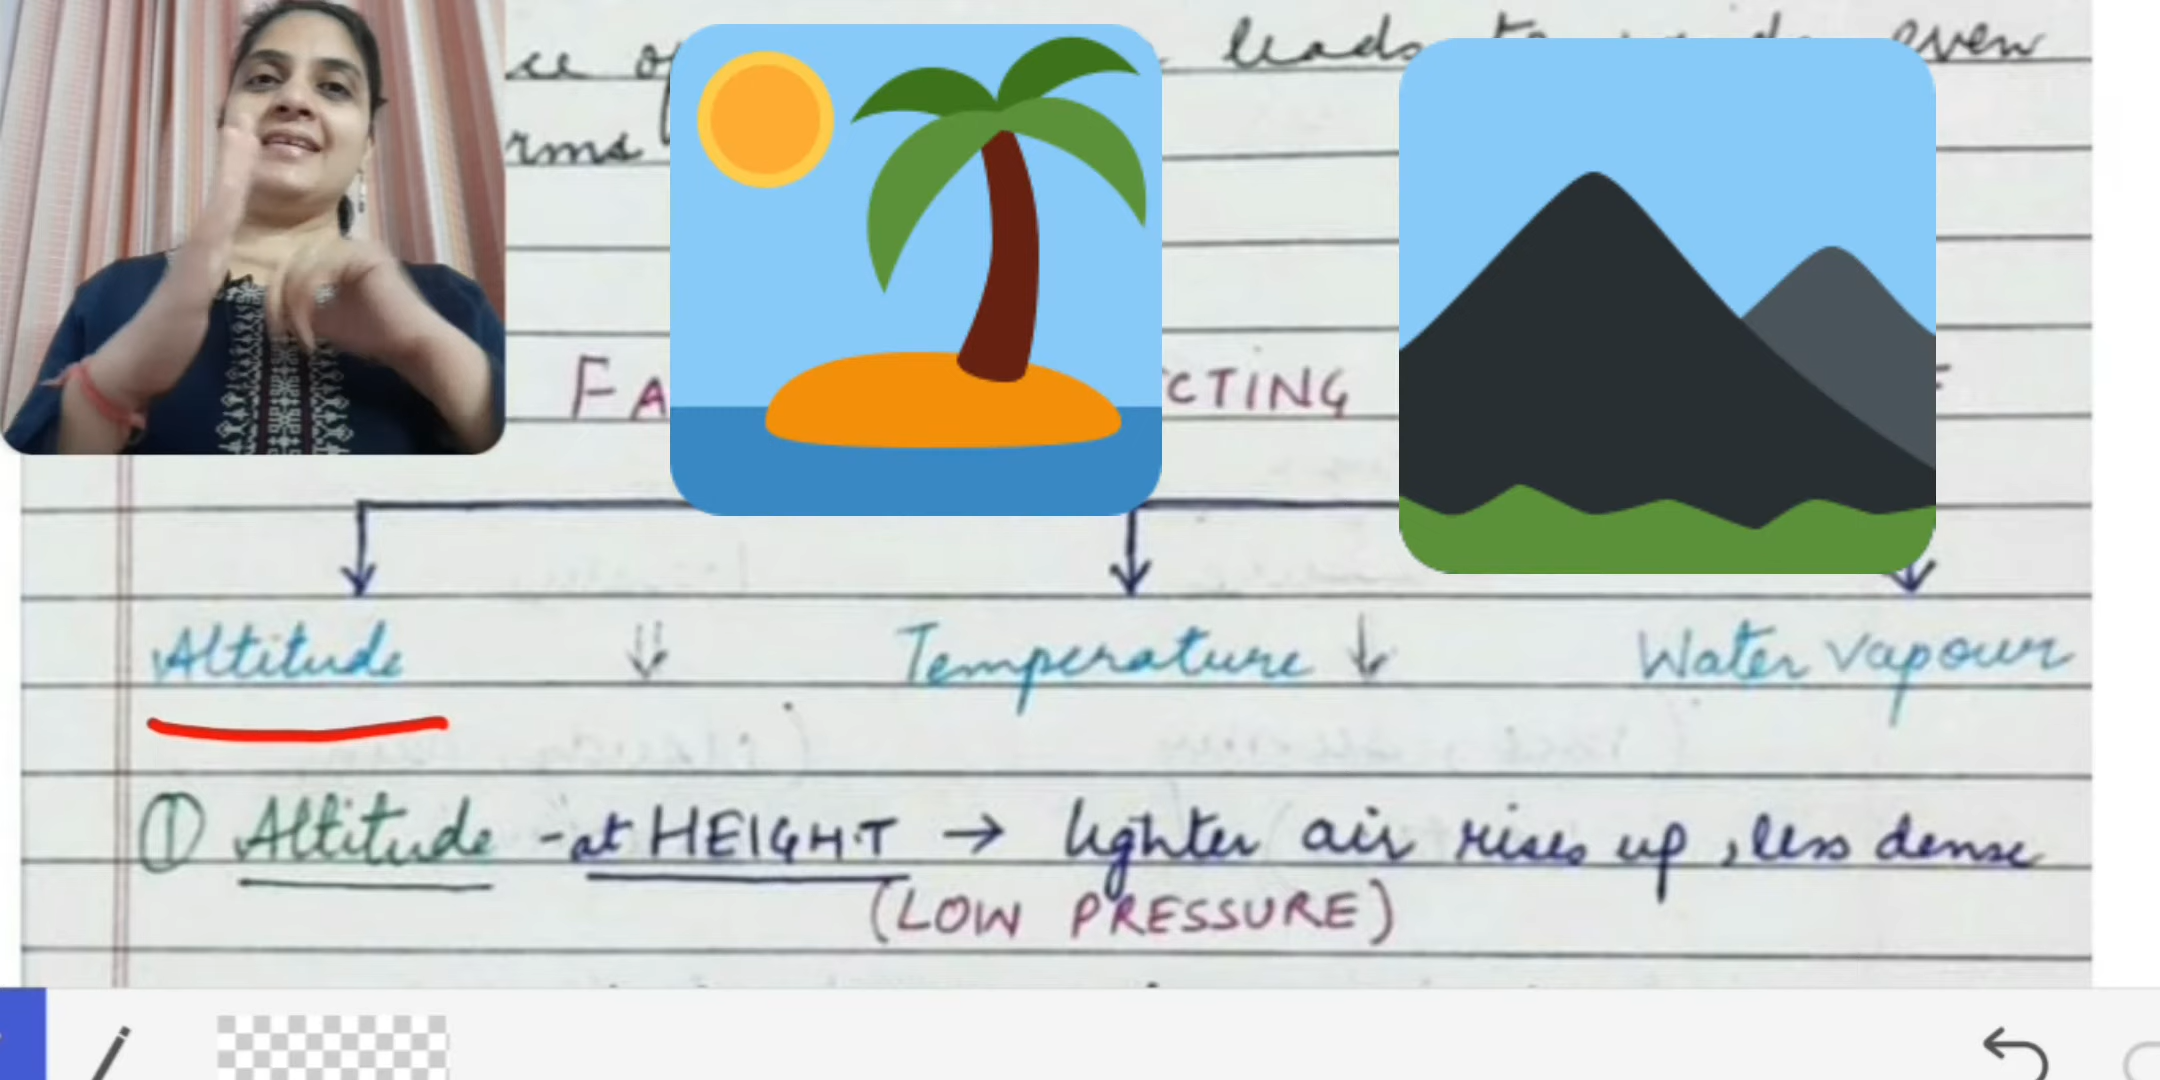 leads to even
rms
FA CTING F
Altitude Temperature Water vapour
① Altitude - at HEIGHT → lighter air rises up, less dense
(LOW PRESSURE)